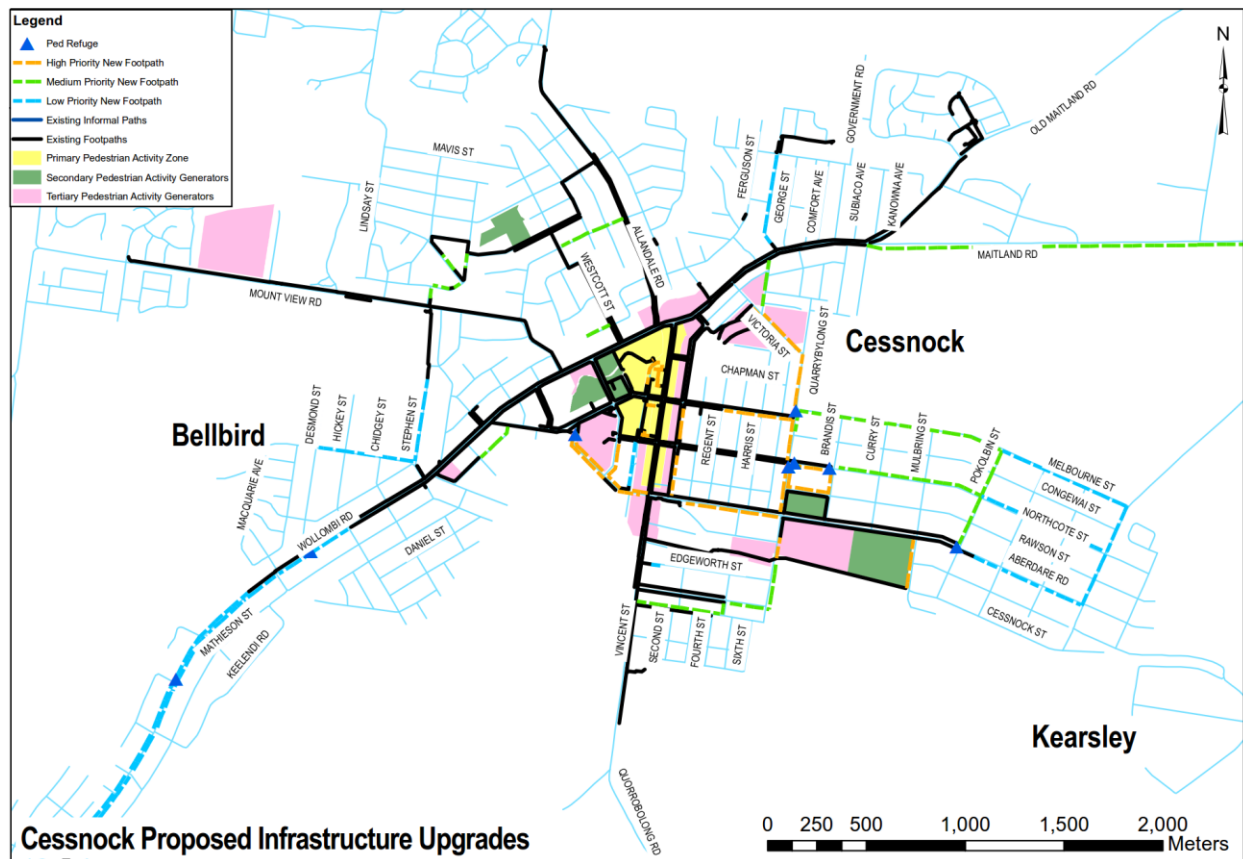 Legend
Ped Refuge
High Priority New Footpath
Medium Priority New Footpath
Low Priority New Footpath
Existing Informal Paths
Existing Footpaths
Primary Pedestrian Activity Zone
Secondary Pedestrian Activity Generators
Tertiary Pedestrian Activity Generators
N
MAVIS ST
LINDSAY ST
ALLANDALE RD
WESTCOTT ST
MOUNT VIEW RD
FERGUSON ST
GEORGE ST
COMFORT AVE
GOVERNMENT RD
SUBIACO AVE
KANOWNA AVE
OLD MAITLAND RD
MAITLAND RD
VICTORIA ST
QUARRYBYLONG ST
Cessnock
CHAPMAN ST
REGENT ST
HARRIS ST
BRANDIS ST
CURRY ST
MULBRING ST
POKOLBIN ST
MELBOURNE ST
CONGEWAI ST
NORTHCOTE ST
RAWSON ST
ABERDARE RD
CESSNOCK ST
Bellbird
DESMOND ST
HICKEY ST
CHIDGEY ST
STEPHEN ST
MACQUARIE AVE
WOLLOMBI RD
DANIEL ST
MATHIESON ST
KEELENDI RD
EDGEWORTH ST
VINCENT ST
SECOND ST
FOURTH ST
SIXTH ST
Kearsley
QUORROBOLONG RD
Cessnock Proposed Infrastructure Upgrades
0 250 500 1,000 1,500 2,000
Meters